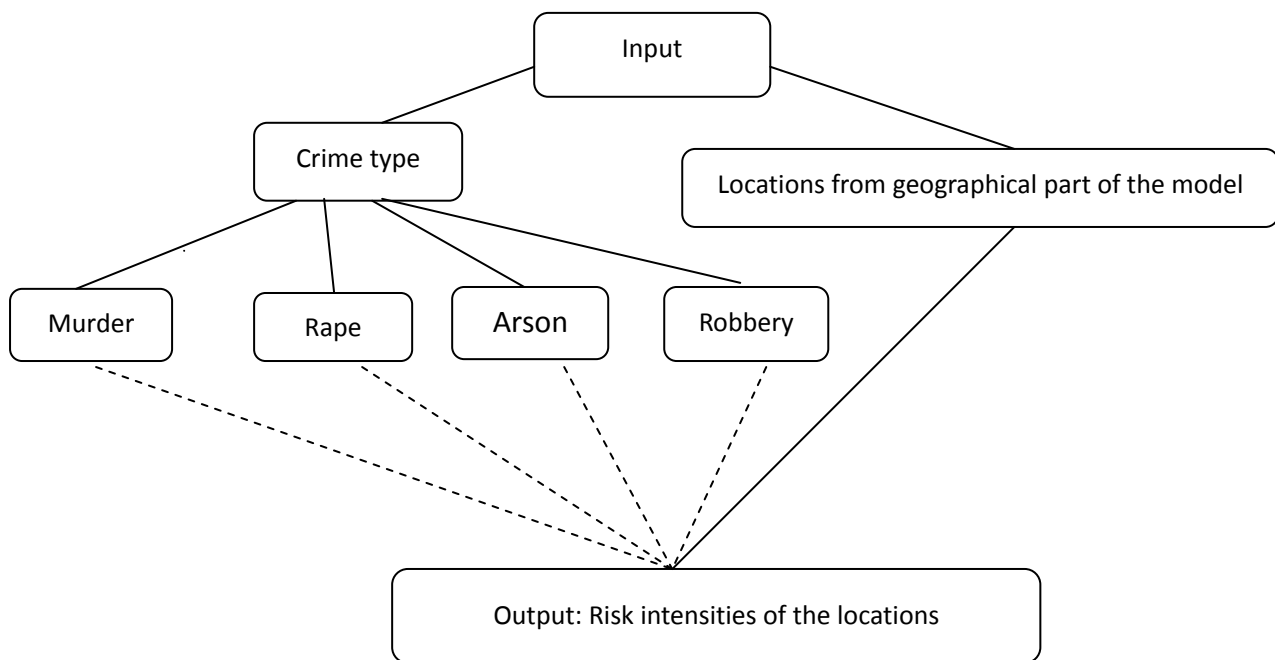 Input
Crime type
Locations from geographical part of the model
Murder
Rape
Arson
Robbery
Output: Risk intensities of the locations